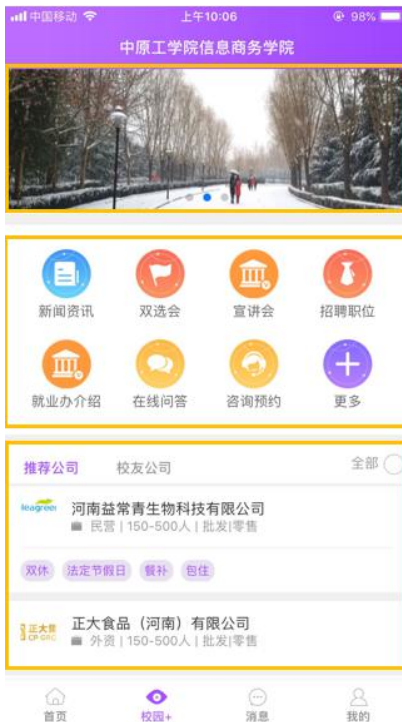 中国移动 上午10:06 98%
中原工学院信息商务学院
新闻资讯 双选会 宣讲会 招聘职位
就业办介绍 在线问答 咨询预约 更多
推荐公司 校友公司 全部
河南益常青生物科技有限公司
民营 | 150-500人 | 批发|零售
双休 法定节假日 餐补 包住
正大食品（河南）有限公司
外资 | 150-500人 | 批发|零售
首页 校园+ 消息 我的